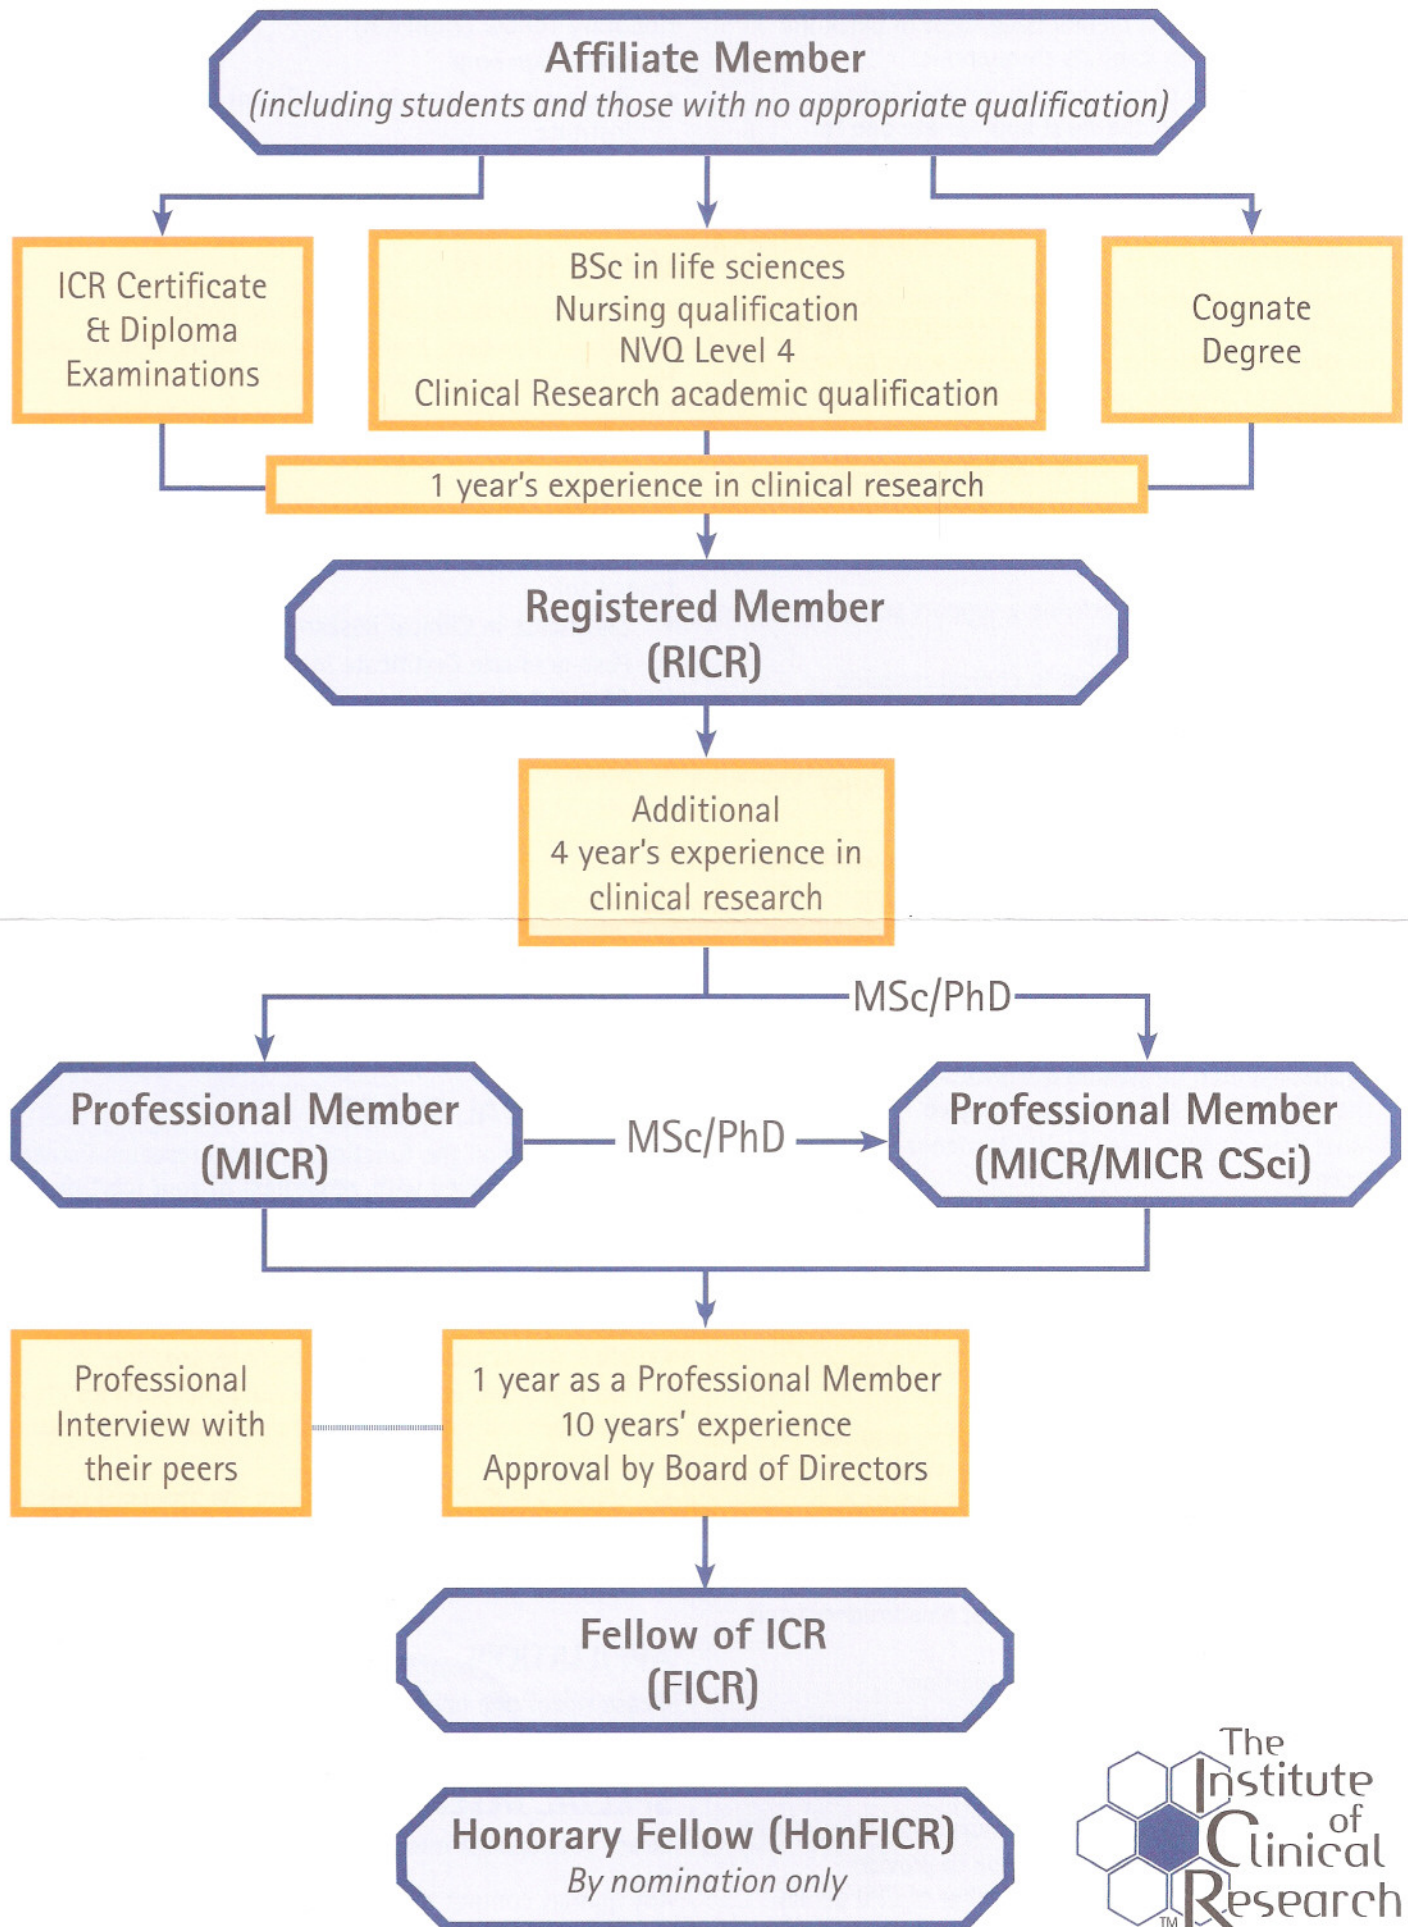 Affiliate Member
(including students and those with no appropriate qualification)
ICR Certificate
& Diploma
Examinations
BSc in life sciences
Nursing qualification
NVQ Level 4
Clinical Research academic qualification
Cognate
Degree
1 year's experience in clinical research
Registered Member
(RICR)
Additional
4 year's experience in
clinical research
MSc/PhD
Professional Member
(MICR)
MSc/PhD
Professional Member
(MICR/MICR CSci)
Professional
Interview with
their peers
1 year as a Professional Member
10 years' experience
Approval by Board of Directors
Fellow of ICR
(FICR)
Honorary Fellow (HonFICR)
By nomination only
The
Institute
of
Clinical
Research
TM